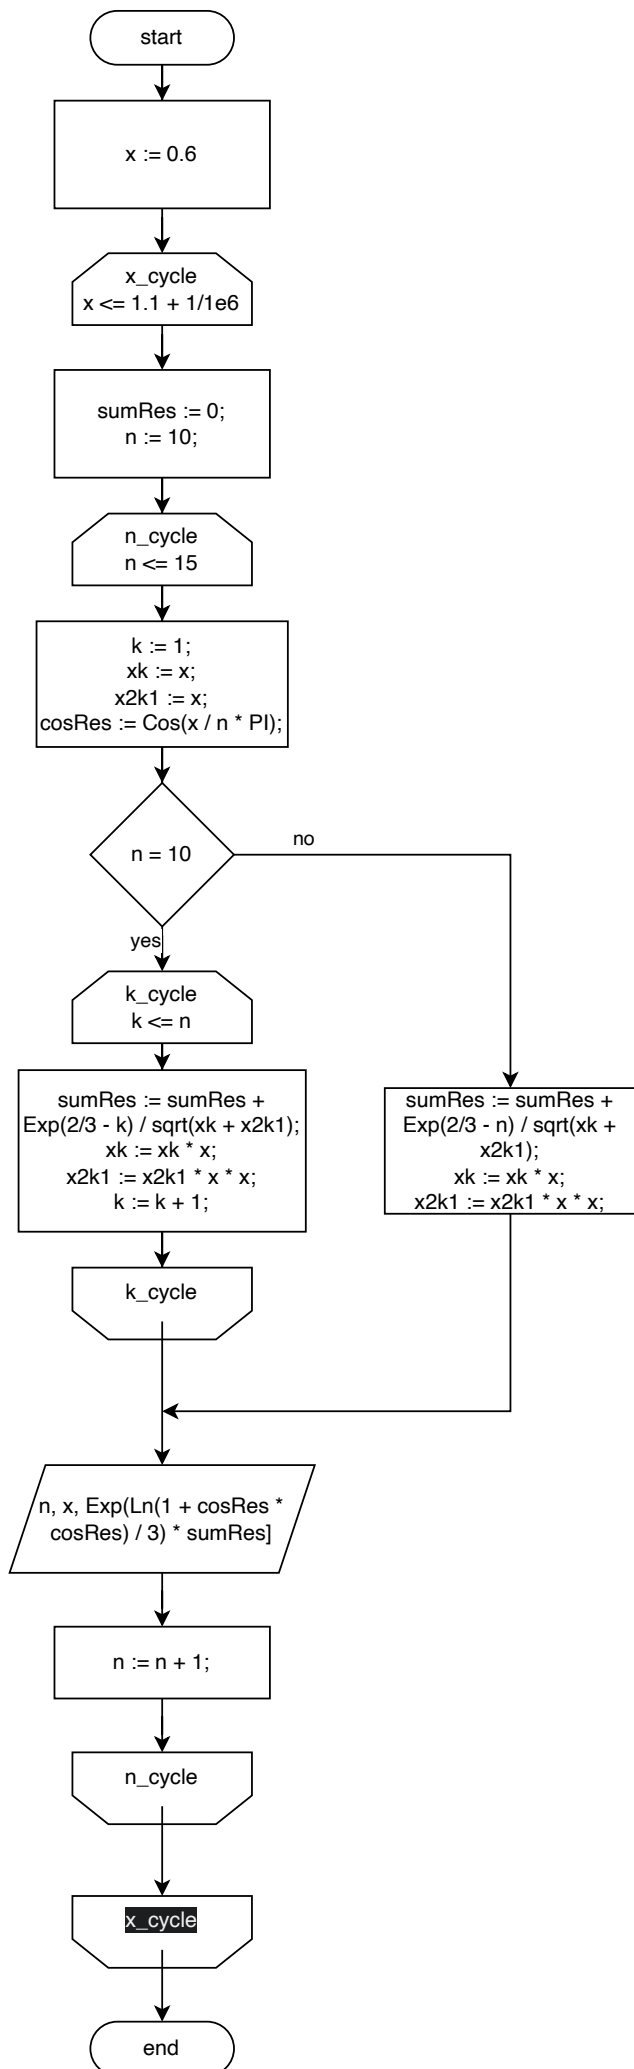 start
x := 0.6
x_cycle
x <= 1.1 + 1/1e6
sumRes := 0;
n := 10;
n_cycle
n <= 15
k := 1;
xk := x;
x2k1 := x;
cosRes := Cos(x / n * PI);
n = 10
no
yes
k_cycle
k <= n
sumRes := sumRes +
Exp(2/3 - k) / sqrt(xk + x2k1);
xk := xk * x;
x2k1 := x2k1 * x * x;
k := k + 1;
sumRes := sumRes +
Exp(2/3 - n) / sqrt(xk +
x2k1);
xk := xk * x;
x2k1 := x2k1 * x * x;
k_cycle
n, x, Exp(Ln(1 + cosRes *
cosRes) / 3) * sumRes]
n := n + 1;
n_cycle
x_cycle
end